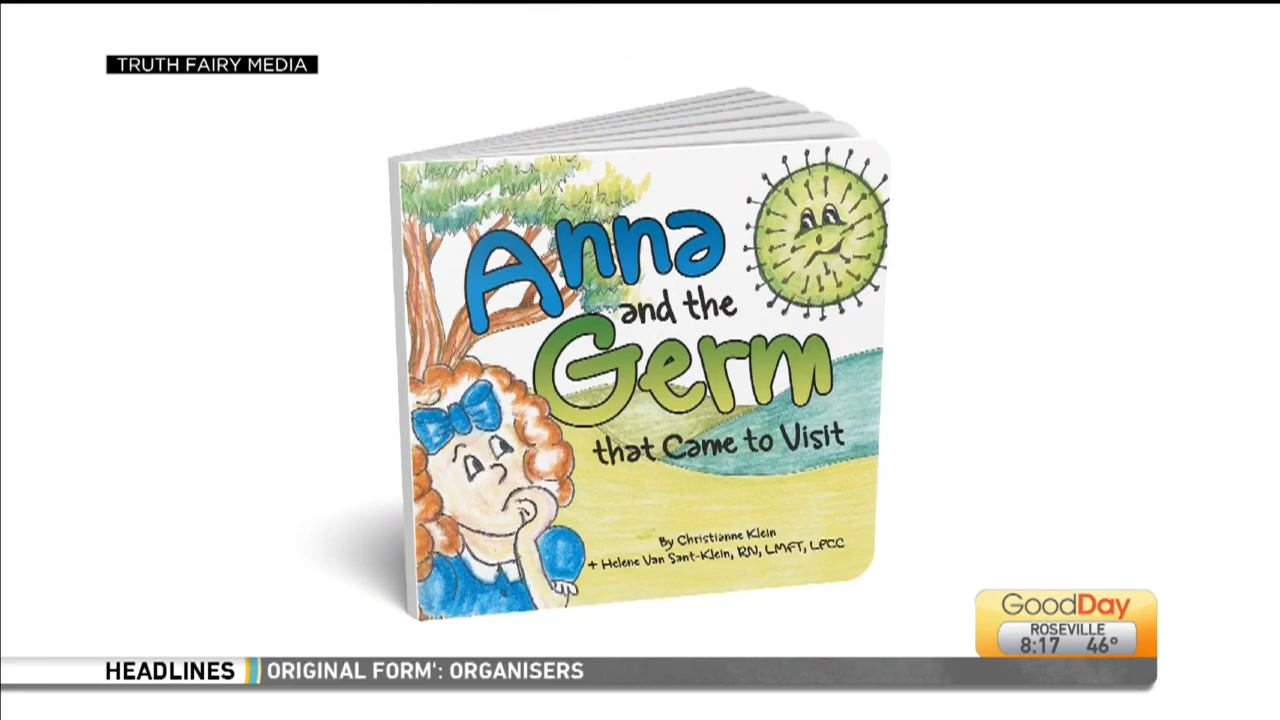 TRUTH FAIRY MEDIA
Anna
and the
Germ
that Came to Visit
By Christianne Klein
+ Helene Van Sant-Klein, RN, LMFT, LPCC
GoodDay
ROSEVILLE
8:17 46°
HEADLINES ORIGINAL FORM': ORGANISERS